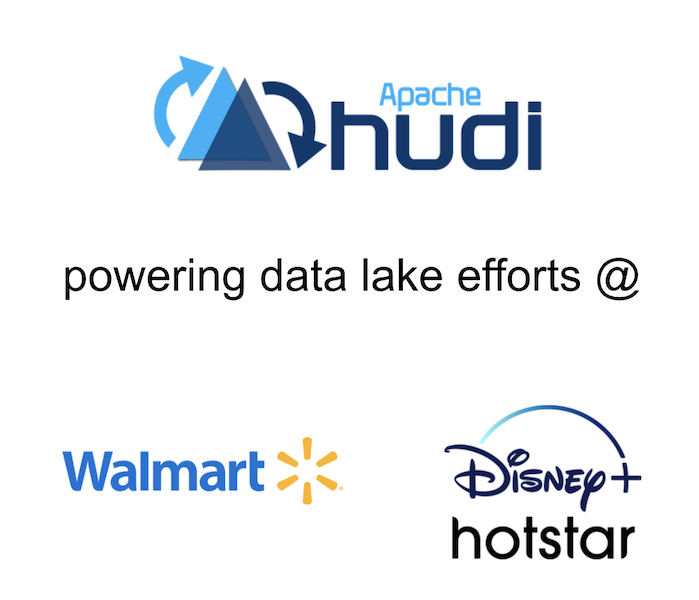 Apache
hudi
powering data lake efforts @
Walmart
Disney+
hotstar